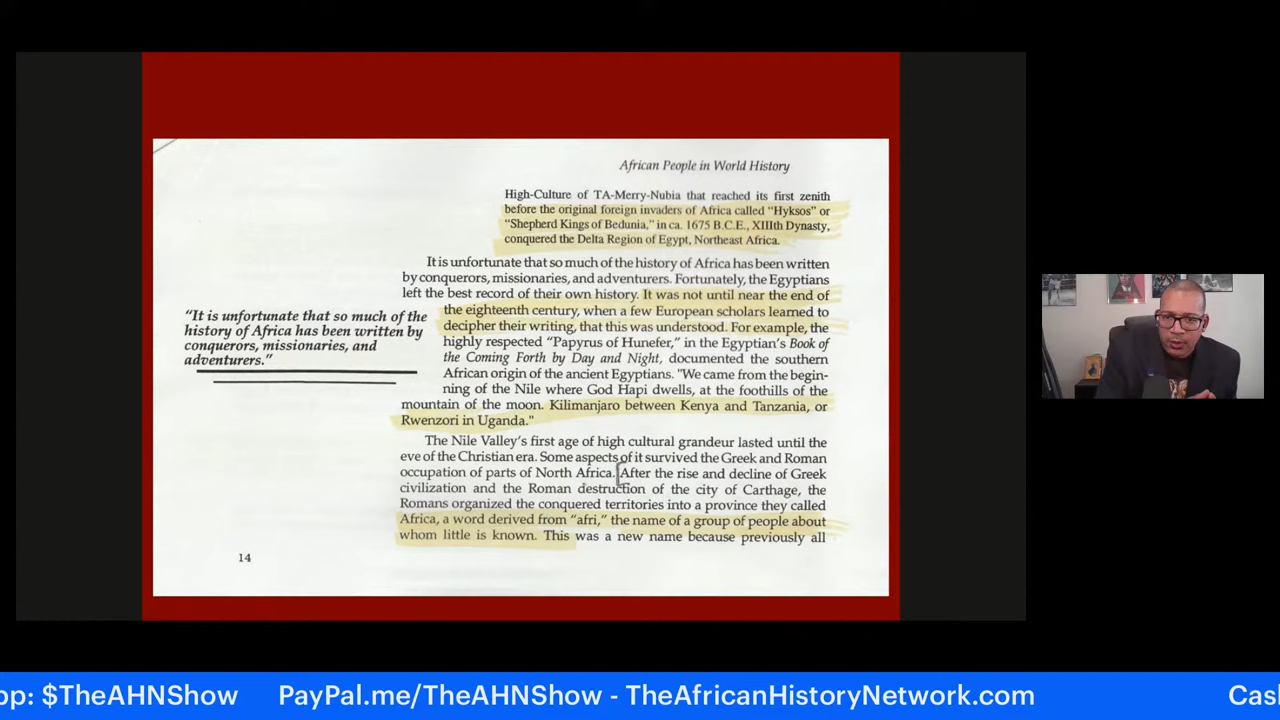 African People in World History
High-Culture of TA-Merry-Nubia that reached its first zenith
before the original foreign invaders of Africa called "Hyksos" or
"Shepherd Kings of Bedunia," in ca. 1675 B.C.E., XIIIth Dynasty,
conquered the Delta Region of Egypt, Northeast Africa.
It is unfortunate that so much of the history of Africa has been written
by conquerors, missionaries, and adventurers. Fortunately, the Egyptians
left the best record of their own history. It was not until near the end of
the eighteenth century, when a few European scholars learned to
decipher their writing, that this was understood. For example, the
highly respected "Papyrus of Hunefer," in the Egyptian's Book of
the Coming Forth by Day and Night, documented the southern
African origin of the ancient Egyptians. "We came from the begin-
ning of the Nile where God Hapi dwells, at the foothills of the
mountain of the moon. Kilimanjaro between Kenya and Tanzania, or
Rwenzori in Uganda."
"It is unfortunate that so much of the
history of Africa has been written by
conquerors, missionaries, and
adventurers."
The Nile Valley's first age of high cultural grandeur lasted until the
eve of the Christian era. Some aspects of it survived the Greek and Roman
occupation of parts of North Africa. After the rise and decline of Greek
civilization and the Roman destruction of the city of Carthage, the
Romans organized the conquered territories into a province they called
Africa, a word derived from "afri," the name of a group of people about
whom little is known. This was a new name because previously all
14
pp: $TheAHNShow PayPal.me/TheAHNShow - TheAfricanHistoryNetwork.com Cas